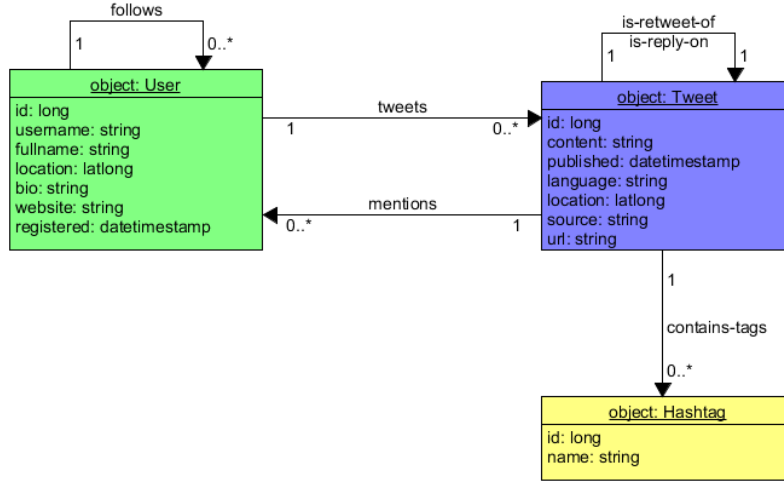 follows
1
0..*
object: User
id: long
username: string
fullname: string
location: latlong
bio: string
website: string
registered: datetimestamp
tweets
1
0..*
mentions
0..*
1
is-retweet-of
is-reply-on
1
1
object: Tweet
id: long
content: string
published: datetimestamp
language: string
location: latlong
source: string
url: string
1
contains-tags
0..*
object: Hashtag
id: long
name: string